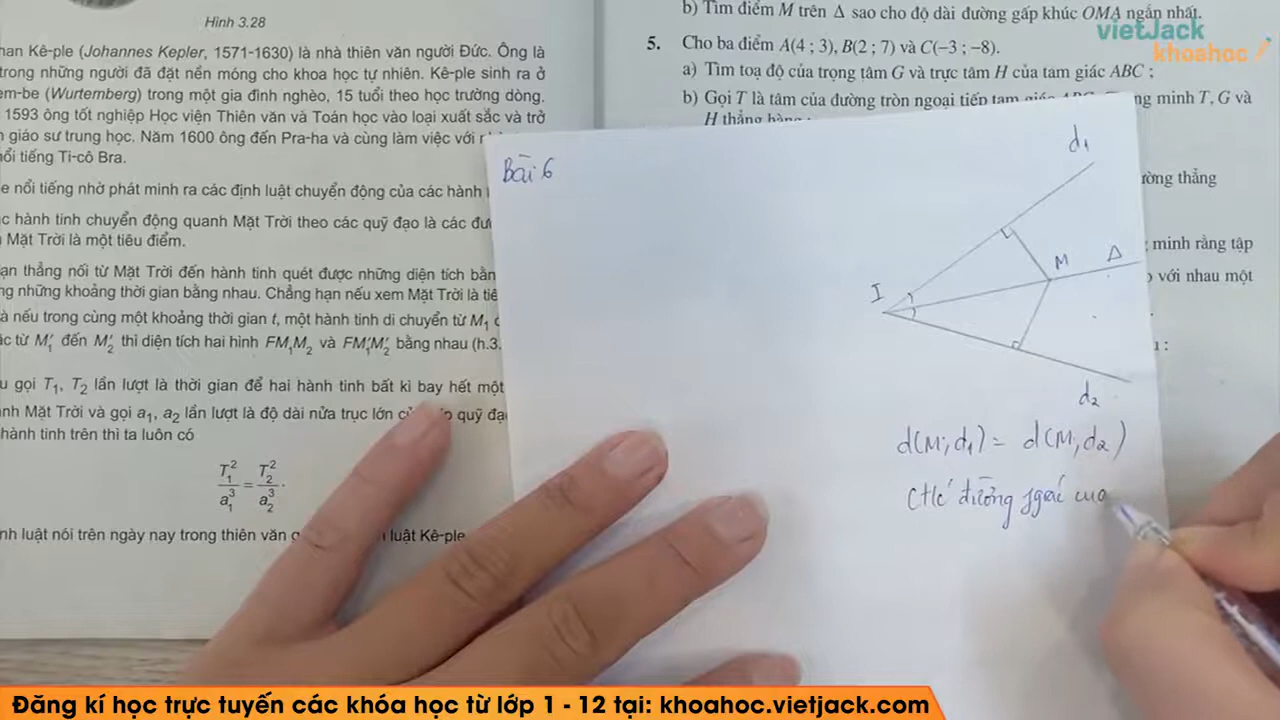 Hình 3.28
han Kê-ple (Johannes Kepler, 1571-1630) là nhà thiên văn người Đức. Ông là
trong những người đã đặt nền móng cho khoa học tự nhiên. Kê-ple sinh ra ở
em-be (Wurtemberg) trong một gia đình nghèo, 15 tuổi theo học trường dòng.
1593 ông tốt nghiệp Học viện Thiên văn và Toán học vào loại xuất sắc và trở
giáo sư trung học. Năm 1600 ông đến Pra-ha và cùng làm việc với
nổi tiếng Ti-cô Bra.
e nổi tiếng nhờ phát minh ra các định luật chuyển động của các hành
c hành tinh chuyển động quanh Mặt Trời theo các quỹ đạo là các
Mặt Trời là một tiêu điểm.
ạn thẳng nối từ Mặt Trời đến hành tinh quét được những diện tích bằn
ng những khoảng thời gian bằng nhau. Chẳng hạn nếu xem Mặt Trời là
à nếu trong cùng một khoảng thời gian t, một hành tinh di chuyển từ M₁
ác từ M₁′ đến M₂′ thì diện tích hai hình FM₁M₂ và FM₁′M₂′ bằng nhau (h.3.
u gọi T₁, T₂ lần lượt là thời gian để hai hành tinh bất kì bay hết một
nh Mặt Trời và gọi a₁, a₂ lần lượt là độ dài nửa trục lớn quỹ
hành tinh trên thì ta luôn có
T₁²/a₁³ = T₂²/a₂³.
nh luật nói trên ngày nay trong thiên văn luật Kê-ple
b) Tìm điểm M trên Δ sao cho độ dài đường gấp khúc OMA ngắn nhất.
vietJack
khoahoc
5. Cho ba điểm A(4 ; 3), B(2 ; 7) và C(−3 ; −8).
a) Tìm toạ độ của trọng tâm G và trực tâm H của tam giác ABC ;
b) Gọi T là tâm của đường tròn ngoại tiếp tam giác ABC. minh T, G và
H thẳng hàng ;
ường thẳng
minh rằng tập
với nhau một
:
Bài 6
d₁
M
Δ
I
d₂
d(M;d₁) = d(M;d₂)
đường
Đăng kí học trực tuyến các khóa học từ lớp 1 - 12 tại: khoahoc.vietjack.com